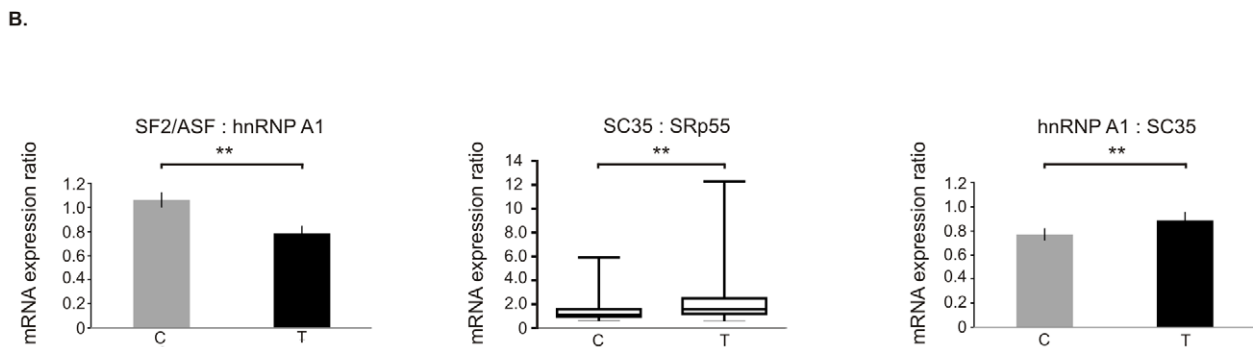 B.
SF2/ASF : hnRNP A1
**
mRNA expression ratio
1.2
1.0
0.8
0.6
0.4
0.2
0
C T
SC35 : SRp55
**
mRNA expression ratio
14
12
10
8.0
6.0
4.0
2.0
0
C T
hnRNP A1 : SC35
**
mRNA expression ratio
1.2
1.0
0.8
0.6
0.4
0.2
0
C T